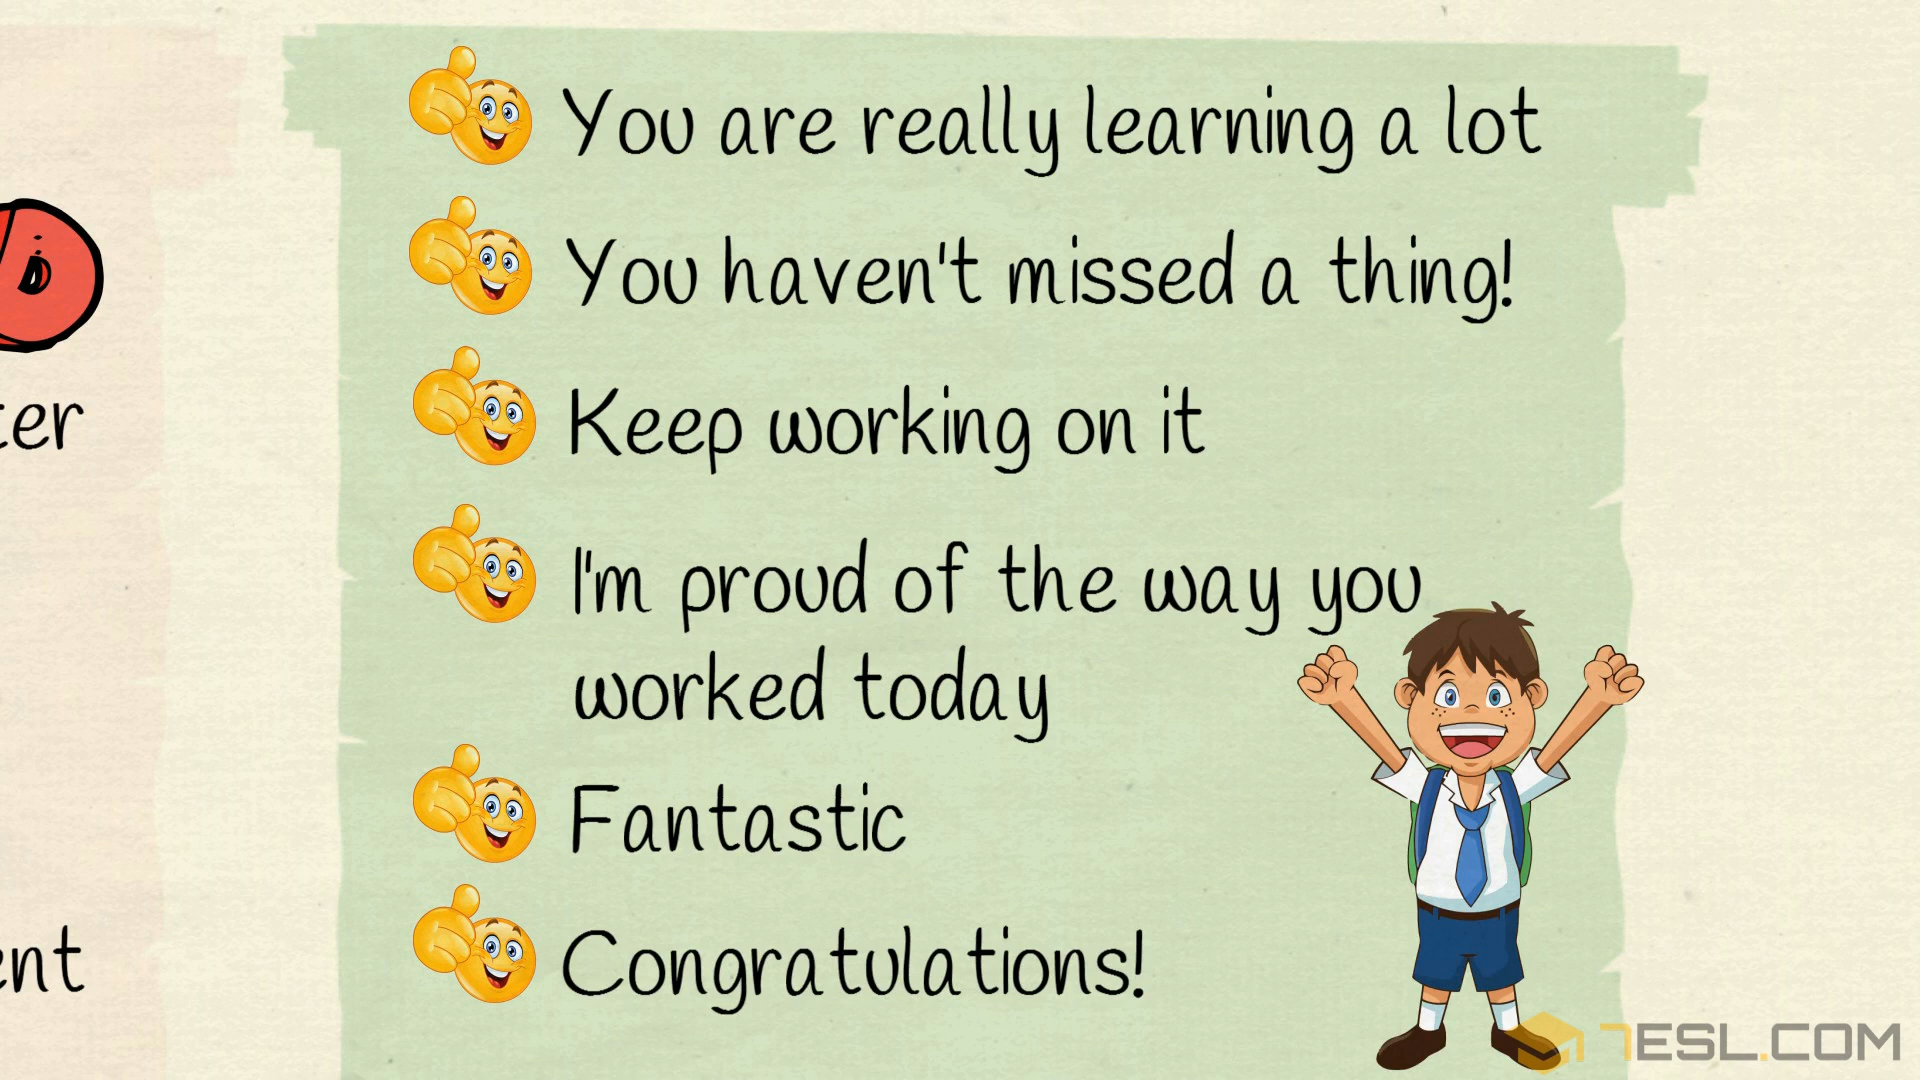 You are really learning a lot
You haven't missed a thing!
Keep working on it
I'm proud of the way you
worked today
Fantastic
Congratulations!
7ESL.COM